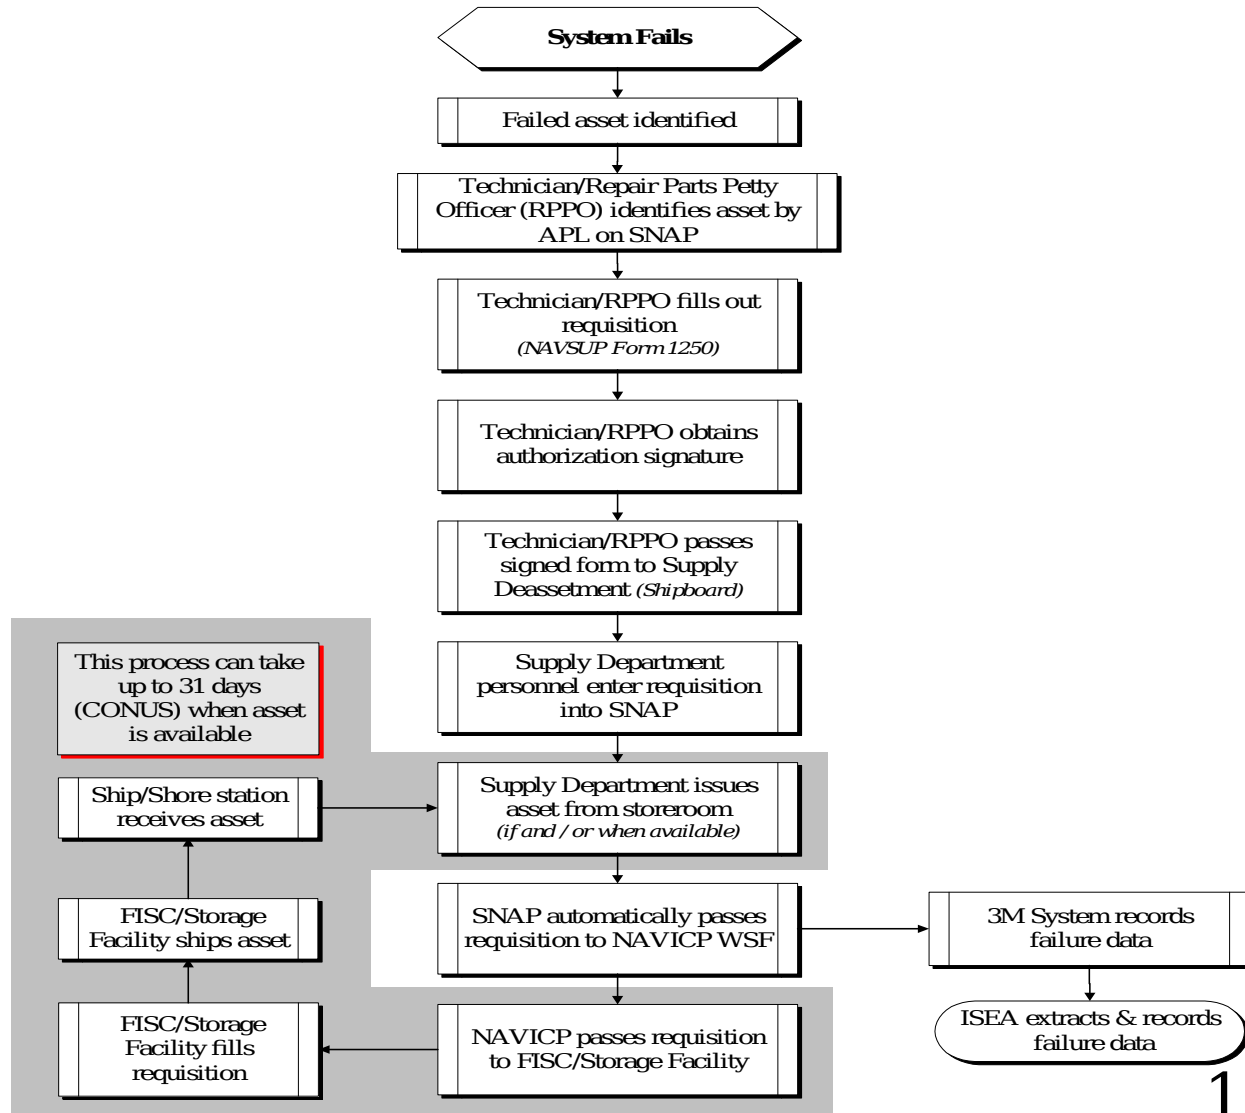 System Fails
Failed asset identified
Technician/Repair Parts Petty
Officer (RPPO) identifies asset by
APL on SNAP
Technician/RPPO fills out
requisition
(NAVSUP Form 1250)
Technician/RPPO obtains
authorization signature
Technician/RPPO passes
signed form to Supply
Deassetment (Shipboard)
This process can take
up to 31 days
(CONUS) when asset
is available
Supply Department
personnel enter requisition
into SNAP
Ship/Shore station
receives asset
Supply Department issues
asset from storeroom
(if and / or when available)
FISC/Storage
Facility ships asset
SNAP automatically passes
requisition to NAVICP WSF
3M System records
failure data
FISC/Storage
Facility fills
requisition
NAVICP passes requisition
to FISC/Storage Facility
ISEA extracts & records
failure data
1